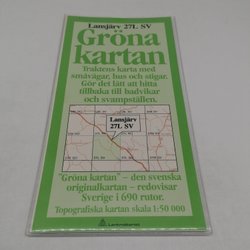 Lansjärv 27L SV
Gröna
kartan
Traktens karta med
småvägar, hus och stigar.
Gör det lätt att hitta
tillbaka till badvikar
och svampställen.
Lansjärv
27L SV
"Gröna kartan" – den svenska
originalkartan – redovisar
Sverige i 690 rutor.
Topografiska kartan skala 1:50 000
Lantmäteriet